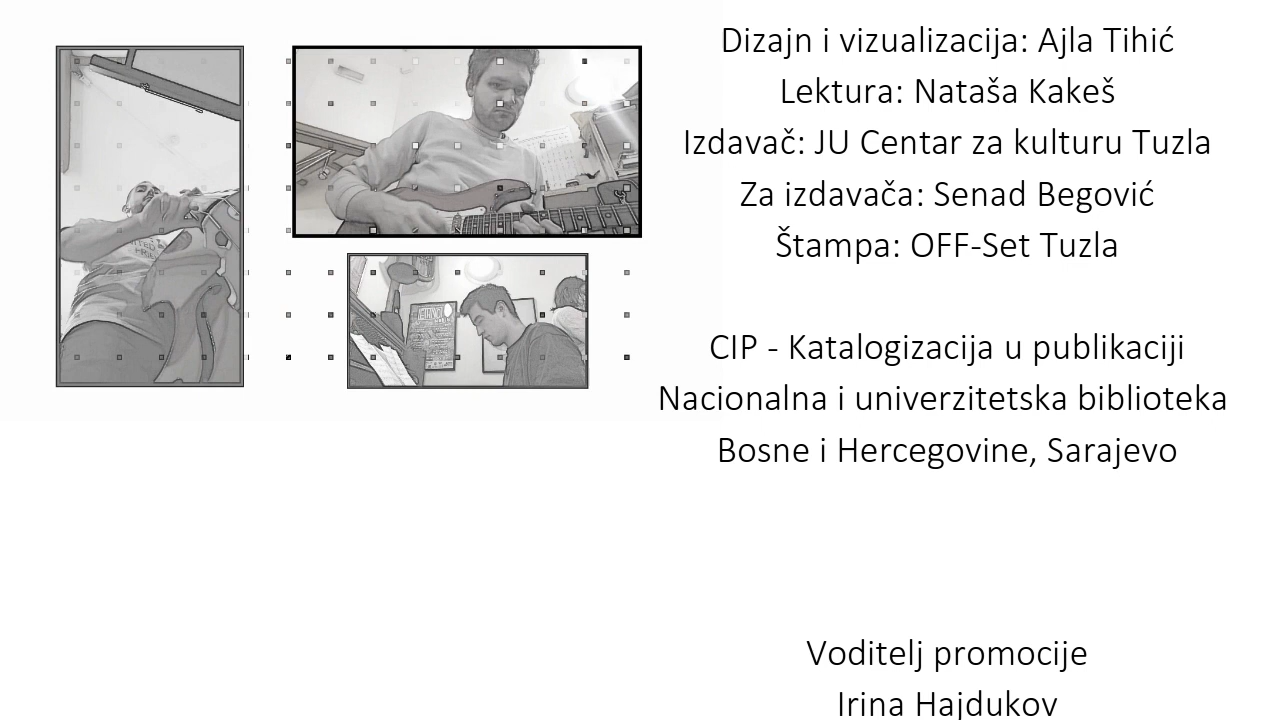 Dizajn i vizualizacija: Ajla Tihić
Lektura: Nataša Kakeš
Izdavač: JU Centar za kulturu Tuzla
Za izdavača: Senad Begović
Štampa: OFF-Set Tuzla
CIP - Katalogizacija u publikaciji
Nacionalna i univerzitetska biblioteka
Bosne i Hercegovine, Sarajevo
Voditelj promocije
Irina Hajdukov